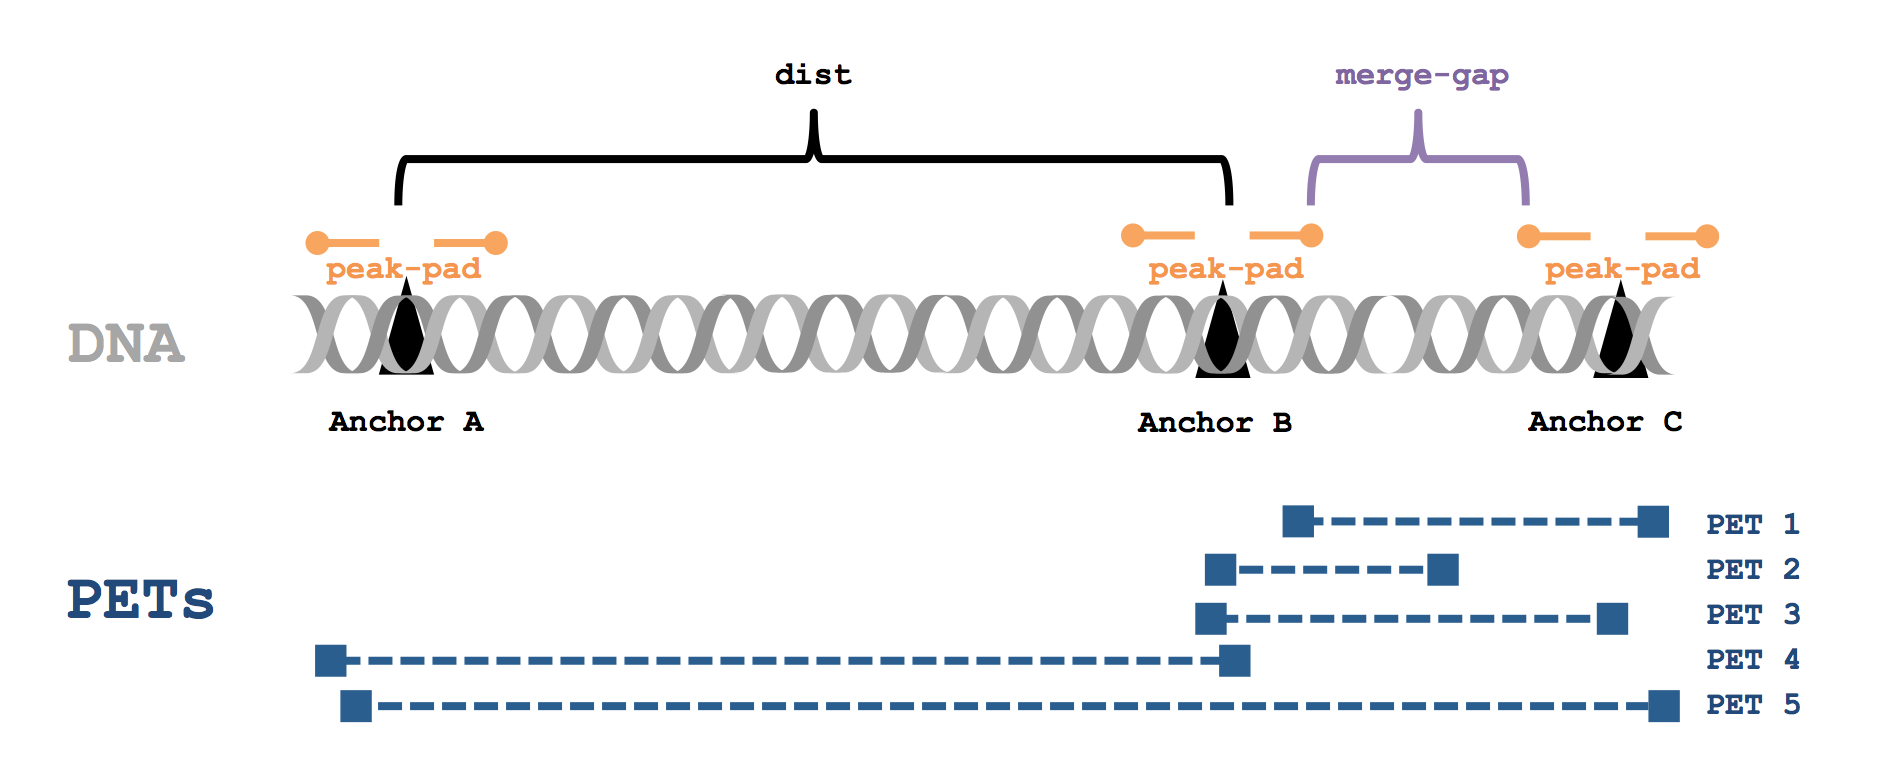 dist
merge-gap
peak-pad
peak-pad
peak-pad
DNA
Anchor A
Anchor B
Anchor C
PETs
PET 1
PET 2
PET 3
PET 4
PET 5